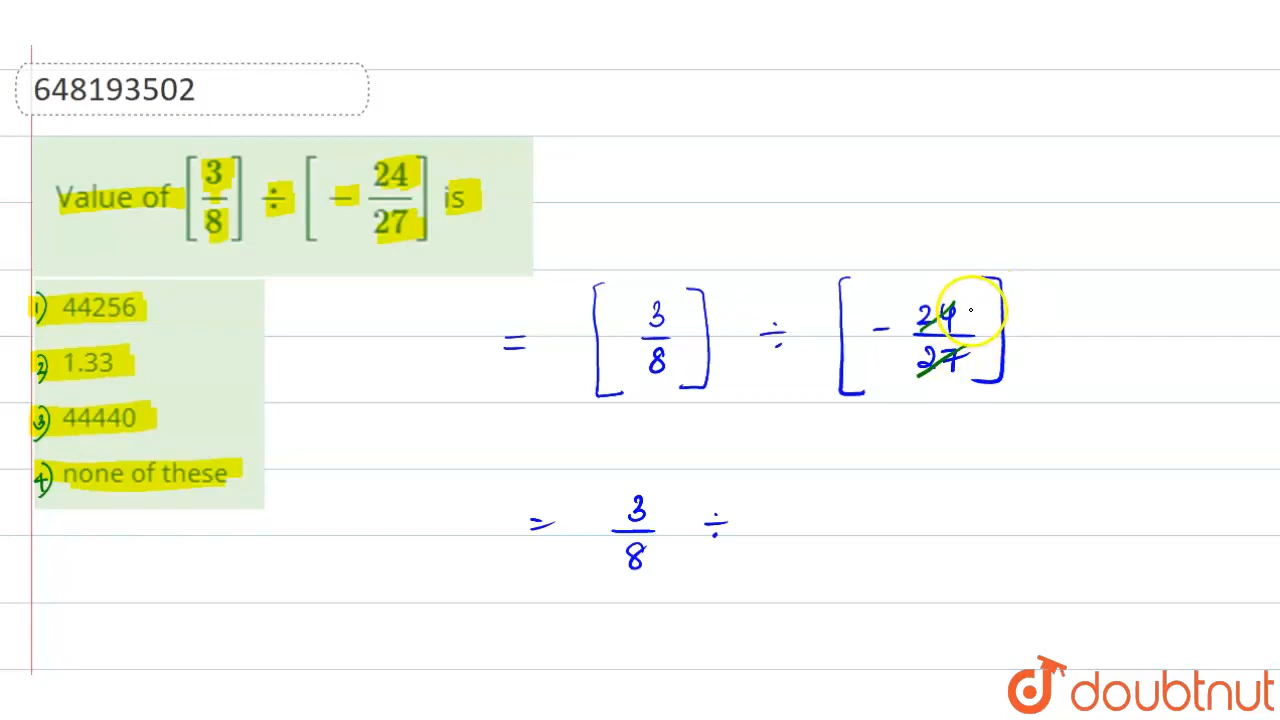 648193502
Value of [3/8] ÷ [- 24/27] is
1) 44256
2) 1.33
3) 44440
4) none of these
= [3/8] ÷ [- 24/27]
= 3/8 ÷
doubtnut